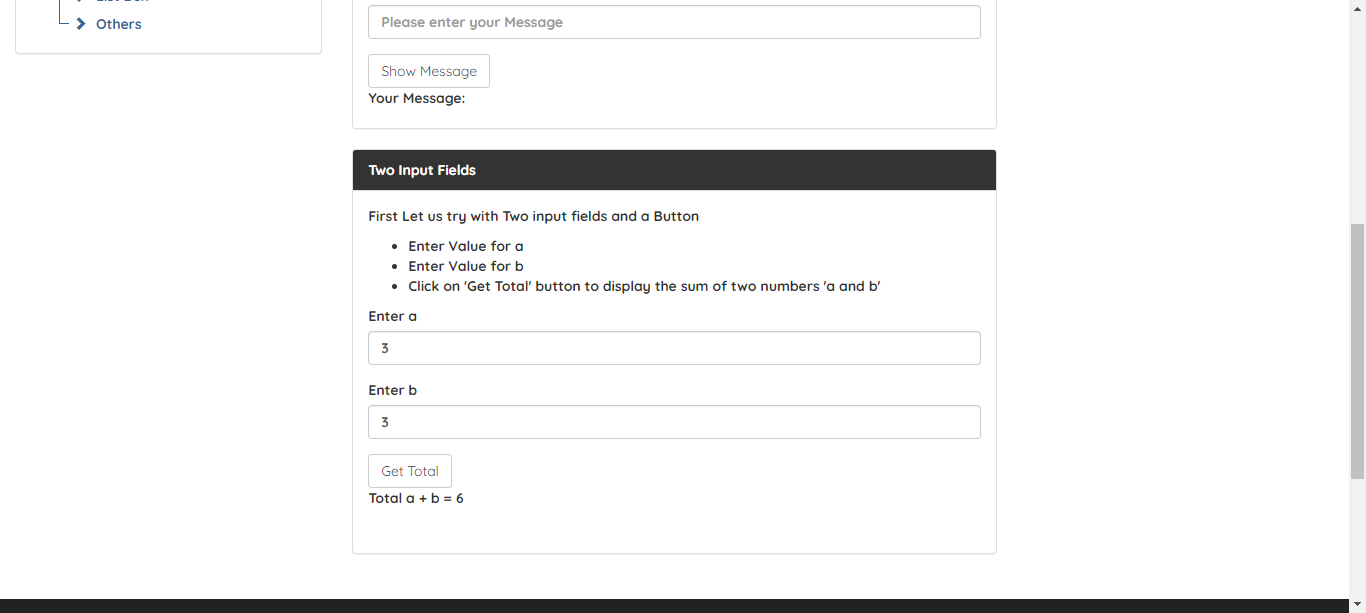 Others
Please enter your Message
Show Message
Your Message:
Two Input Fields
First Let us try with Two input fields and a Button
Enter Value for a
Enter Value for b
Click on 'Get Total' button to display the sum of two numbers 'a and b'
Enter a
3
Enter b
3
Get Total
Total a + b = 6